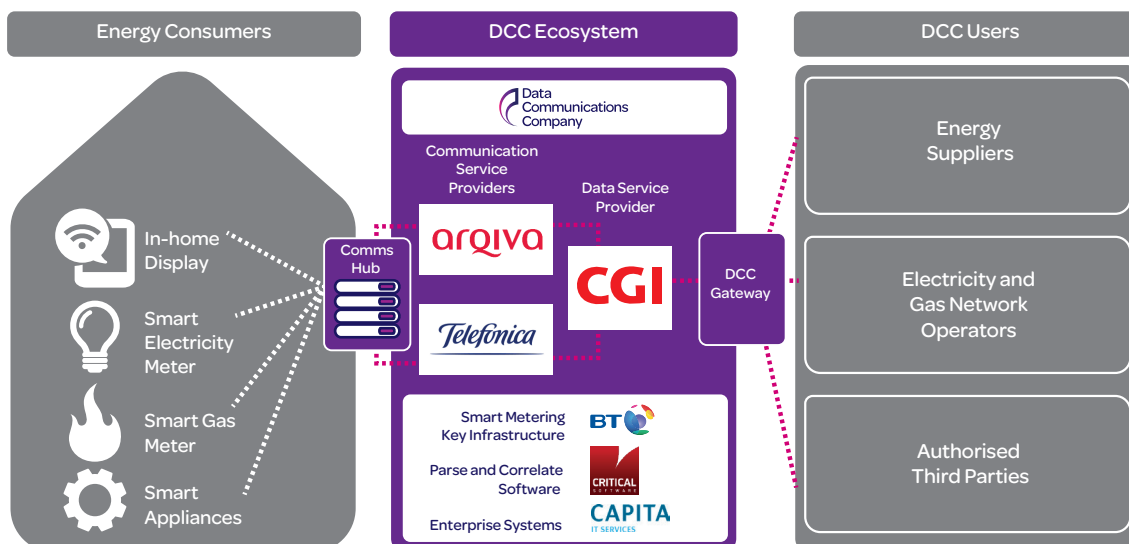 Energy Consumers
DCC Ecosystem
DCC Users
Data
Communications
Company
Communication
Service
Providers
Data Service
Provider
arqiva
Telefónica
CGI
In-home
Display
Smart
Electricity
Meter
Smart Gas
Meter
Smart
Appliances
Comms
Hub
DCC
Gateway
Energy
Suppliers
Electricity and
Gas Network
Operators
Authorised
Third Parties
Smart Metering
Key Infrastructure
BT
Parse and Correlate
Software
CRITICAL
SOFTWARE
Enterprise Systems
CAPITA
IT SERVICES